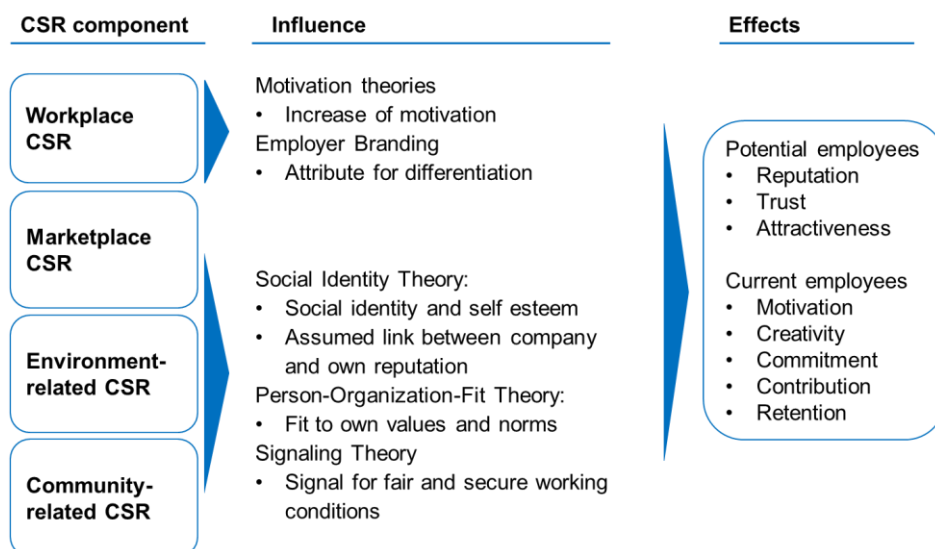 CSR component
Influence
Effects
Workplace
CSR
Marketplace
CSR
Environment-
related CSR
Community-
related CSR
Motivation theories
• Increase of motivation
Employer Branding
• Attribute for differentiation
Social Identity Theory:
• Social identity and self esteem
• Assumed link between company
and own reputation
Person-Organization-Fit Theory:
• Fit to own values and norms
Signaling Theory
• Signal for fair and secure working
conditions
Potential employees
• Reputation
• Trust
• Attractiveness
Current employees
• Motivation
• Creativity
• Commitment
• Contribution
• Retention